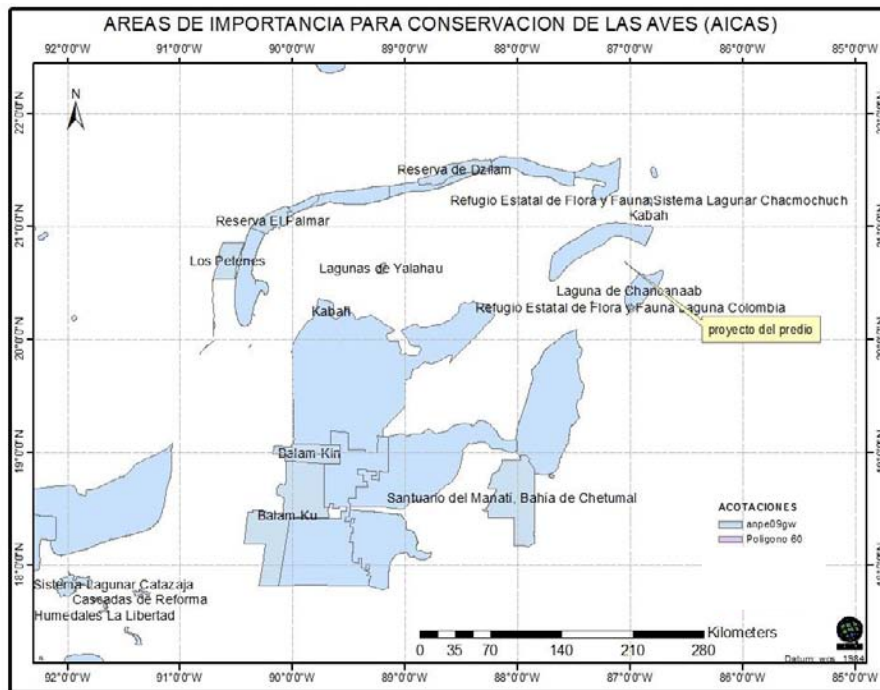 AREAS DE IMPORTANCIA PARA CONSERVACION DE LAS AVES (AICAS)
92°0'0"W 91°0'0"W 90°0'0"W 89°0'0"W 88°0'0"W 87°0'0"W 86°0'0"W 85°0'0"W
N
22°0'0"N
Reserva de Dzilam
Refugio Estatal de Flora y Fauna,Sistema Lagunar Chacmochuch
Kabah
Reserva El Palmar
21°0'0"N
Los Petenes
Lagunas de Yalahau
Laguna de Chancanaab
Kabah
Refugio Estatal de Flora y Fauna Laguna Colombia
proyecto del predio
20°0'0"N
19°0'0"N
Balam-Kin
Santuario del Manatí, Bahía de Chetumal
Balam-Ku
ACOTACIONES
anpe09gw
Poligono 60
18°0'0"N
Sistema Lagunar Catazaja
Cascadas de Reforma
Humedales La Libertad
Kilometers
0 35 70 140 210 280
Datum: wgs_1984
92°0'0"W 91°0'0"W 90°0'0"W 89°0'0"W 88°0'0"W 87°0'0"W 86°0'0"W 85°0'0"W